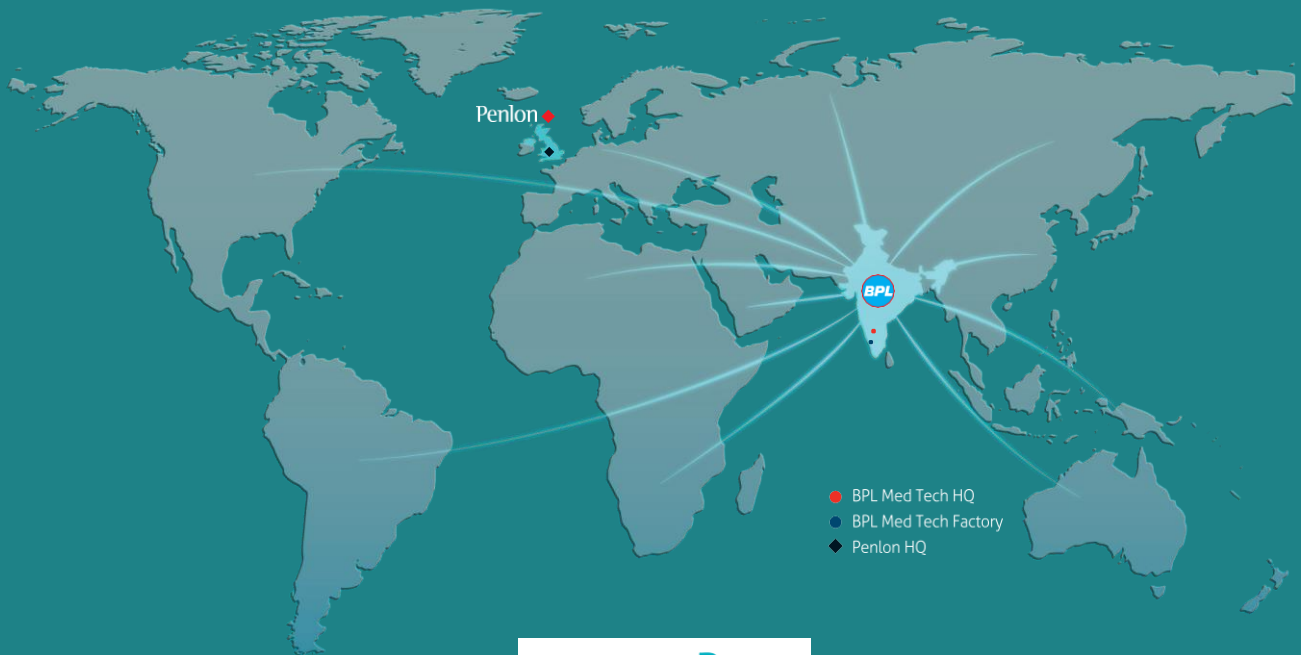 Penlon
BPL
BPL Med Tech HQ
BPL Med Tech Factory
Penlon HQ